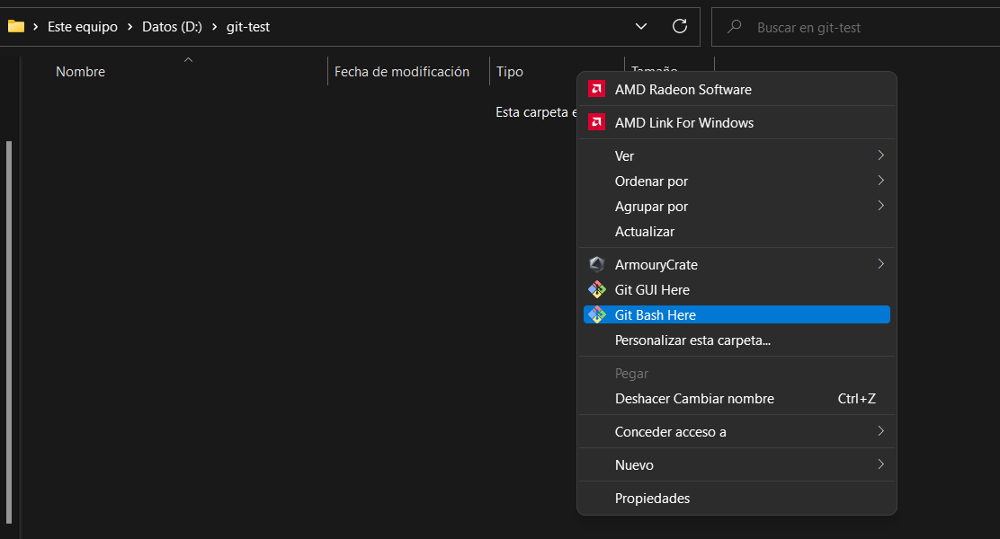 Este equipo > Datos (D:) > git-test
Buscar en git-test
Nombre Fecha de modificación Tipo Tamaño
Esta carpeta e
AMD Radeon Software
AMD Link For Windows
Ver
Ordenar por
Agrupar por
Actualizar
ArmouryCrate
Git GUI Here
Git Bash Here
Personalizar esta carpeta...
Pegar
Deshacer Cambiar nombre Ctrl+Z
Conceder acceso a
Nuevo
Propiedades